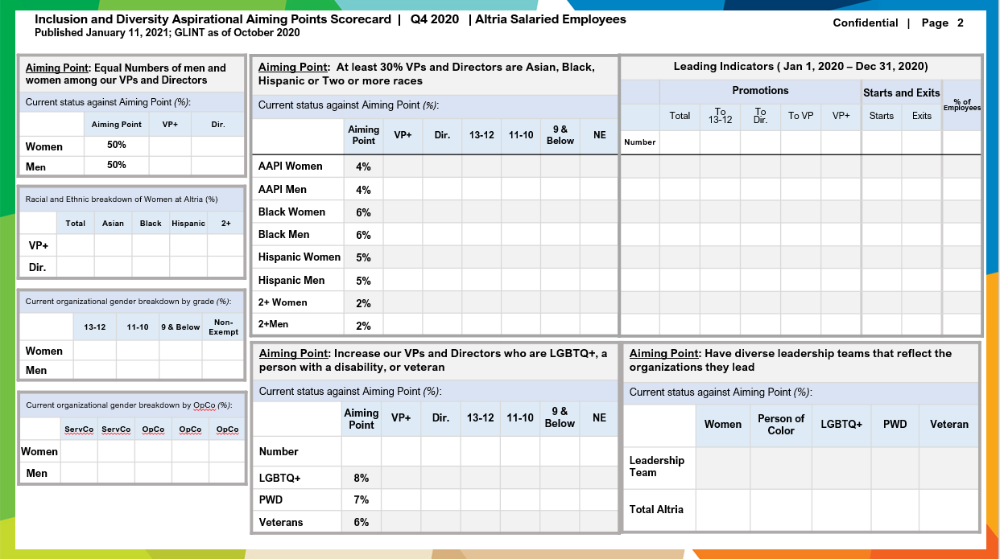 Inclusion and Diversity Aspirational Aiming Points Scorecard | Q4 2020 | Altria Salaried Employees
Published January 11, 2021; GLINT as of October 2020
Confidential | Page 2
Aiming Point: Equal Numbers of men and
women among our VPs and Directors
Current status against Aiming Point (%):
Aiming Point VP+ Dir.
Women 50%
Men 50%
Racial and Ethnic breakdown of Women at Altria (%)
Total Asian Black Hispanic 2+
VP+
Dir.
Current organizational gender breakdown by grade (%):
13-12 11-10 9 & Below Non-
Exempt
Women
Men
Current organizational gender breakdown by OpCo (%):
ServCo ServCo OpCo OpCo OpCo
Women
Men
Aiming Point: At least 30% VPs and Directors are Asian, Black,
Hispanic or Two or more races
Current status against Aiming Point (%):
Aiming
Point VP+ Dir. 13-12 11-10 9 &
Below NE
AAPI Women 4%
AAPI Men 4%
Black Women 6%
Black Men 6%
Hispanic Women 5%
Hispanic Men 5%
2+ Women 2%
2+Men 2%
Leading Indicators ( Jan 1, 2020 – Dec 31, 2020)
Promotions Starts and Exits % of
Employees
Total To
13-12 To
Dir. To VP VP+ Starts Exits
Number
Aiming Point: Increase our VPs and Directors who are LGBTQ+, a
person with a disability, or veteran
Current status against Aiming Point (%):
Aiming
Point VP+ Dir. 13-12 11-10 9 &
Below NE
Number
LGBTQ+ 8%
PWD 7%
Veterans 6%
Aiming Point: Have diverse leadership teams that reflect the
organizations they lead
Current status against Aiming Point (%):
Women Person of
Color LGBTQ+ PWD Veteran
Leadership
Team
Total Altria